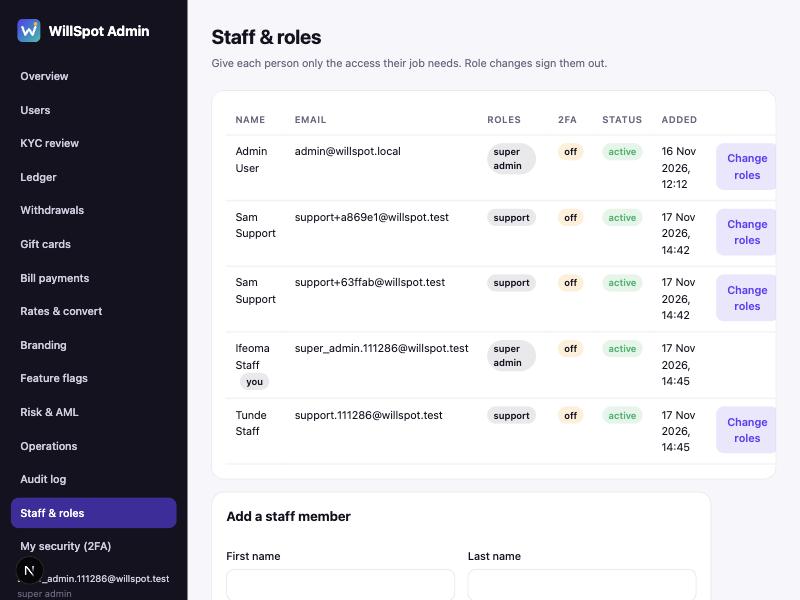 WillSpot Admin
Overview
Users
KYC review
Ledger
Withdrawals
Gift cards
Bill payments
Rates & convert
Branding
Feature flags
Risk & AML
Operations
Audit log
Staff & roles
My security (2FA)
N
_admin.111286@willspot.test
super admin
Staff & roles
Give each person only the access their job needs. Role changes sign them out.
NAME EMAIL ROLES 2FA STATUS ADDED
Admin User admin@willspot.local super admin off active 16 Nov 2026, 12:12 Change roles
Sam Support support+a869e1@willspot.test support off active 17 Nov 2026, 14:42 Change roles
Sam Support support+63ffab@willspot.test support off active 17 Nov 2026, 14:42 Change roles
Ifeoma Staff you super_admin.111286@willspot.test super admin off active 17 Nov 2026, 14:45
Tunde Staff support.111286@willspot.test support off active 17 Nov 2026, 14:45 Change roles
Add a staff member
First name Last name